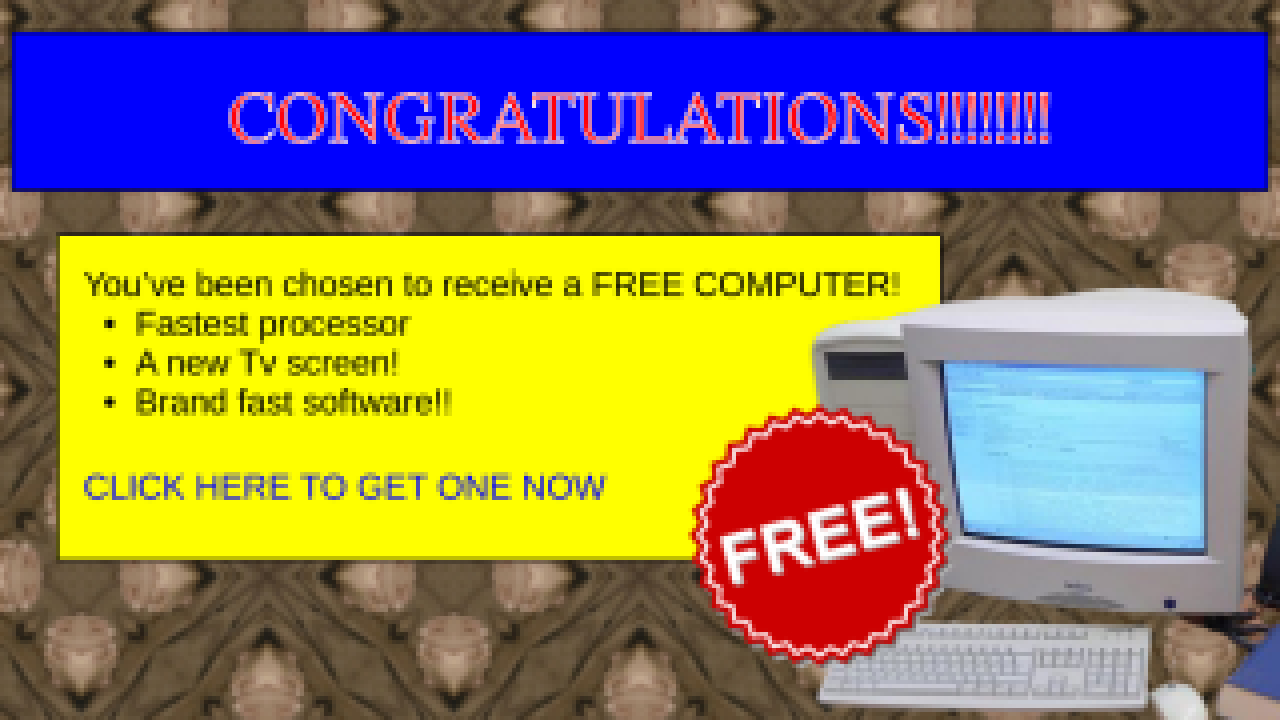 CONGRATULATIONS!!!!!!!!!
You've been chosen to receive a FREE COMPUTER!
• Fastest processor
• A new Tv screen!
• Brand fast software!!
CLICK HERE TO GET ONE NOW
FREE!